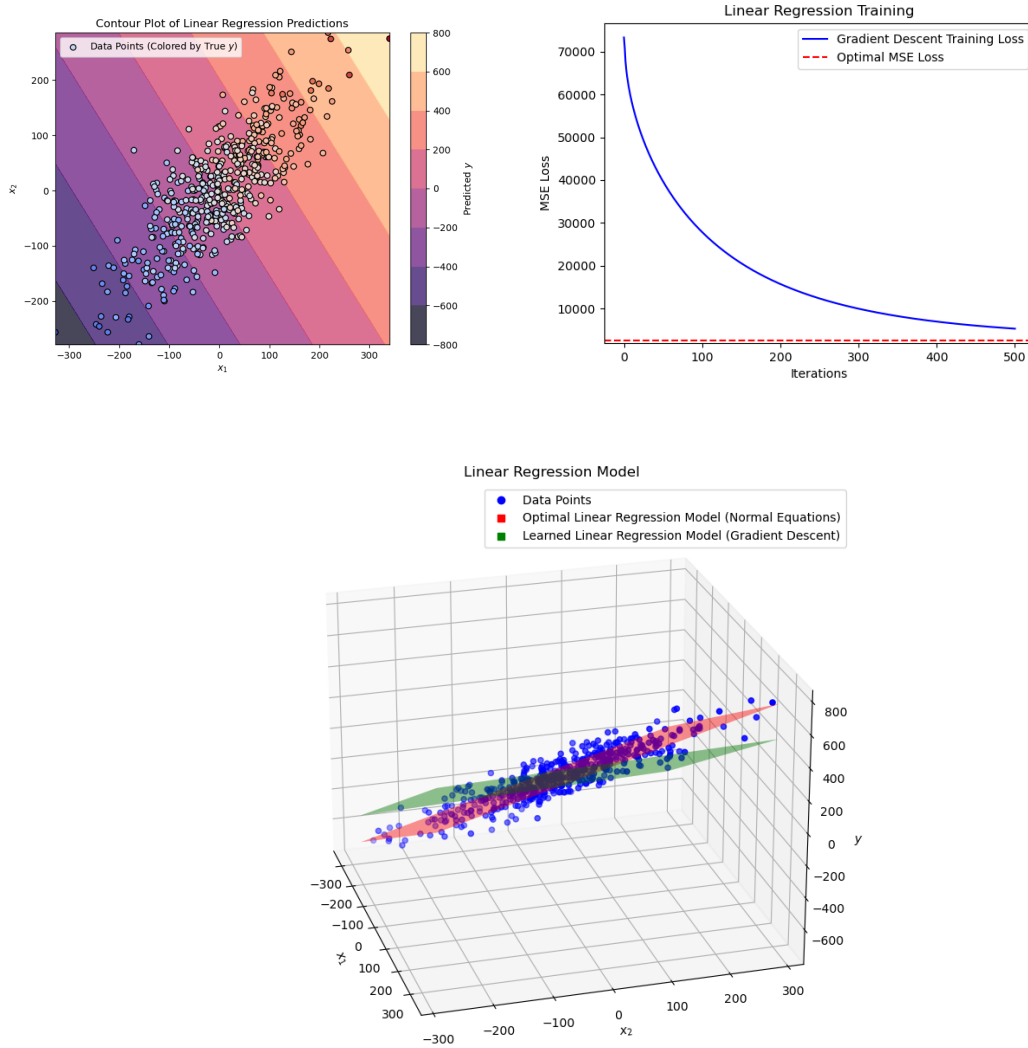 Contour Plot of Linear Regression Predictions
Data Points (Colored by True y)
200
100
0
−100
−200
x₂
−300 −200 −100 0 100 200 300
x₁
800
600
400
200
0
−200
−400
−600
−800
Predicted y
Linear Regression Training
Gradient Descent Training Loss
Optimal MSE Loss
70000
60000
50000
40000
30000
20000
10000
MSE Loss
0 100 200 300 400 500
Iterations
Linear Regression Model
Data Points
Optimal Linear Regression Model (Normal Equations)
Learned Linear Regression Model (Gradient Descent)
−300
−200
−100
0
100
200
300
x₁
−300
−200
−100
0
100
200
300
x₂
800
600
400
200
0
−200
−400
−600
y